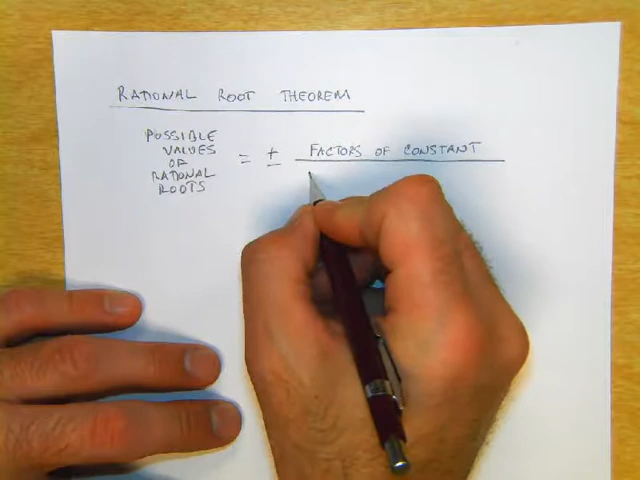 RATIONAL ROOT THEOREM
POSSIBLE
VALUES
OF
RATIONAL
ROOTS
= ±
FACTORS OF CONSTANT